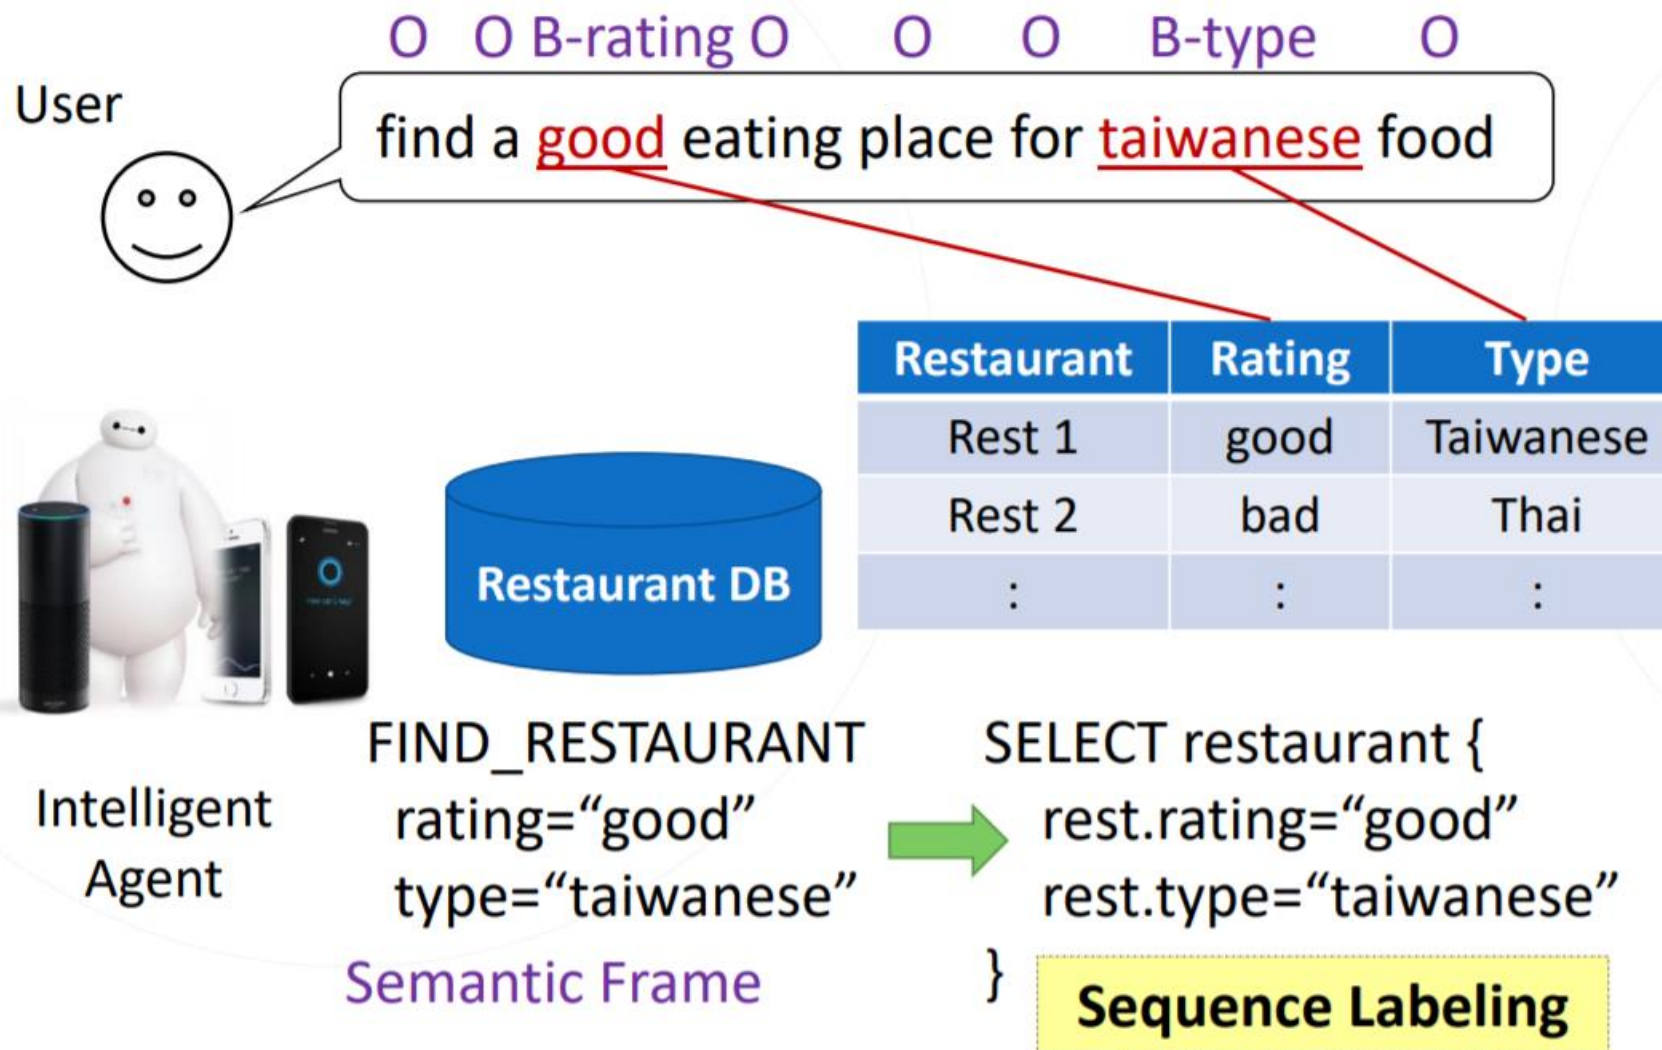 O O B-rating O O O B-type O
User
find a good eating place for taiwanese food
Restaurant Rating Type
Rest 1 good Taiwanese
Rest 2 bad Thai
: : :
Restaurant DB
Intelligent
Agent
FIND_RESTAURANT
rating=“good”
type=“taiwanese”
Semantic Frame
SELECT restaurant {
rest.rating=“good”
rest.type=“taiwanese”
}
Sequence Labeling